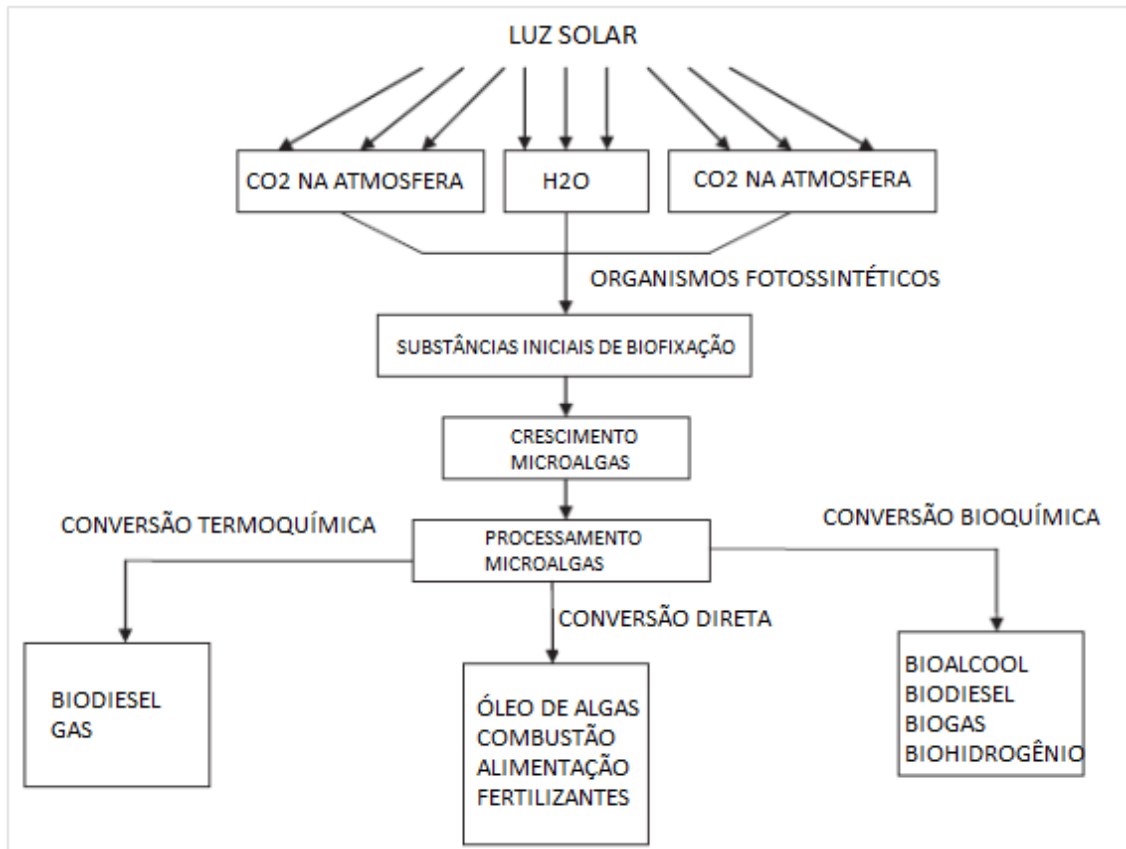 LUZ SOLAR
CO2 NA ATMOSFERA
H2O
CO2 NA ATMOSFERA
ORGANISMOS FOTOSSINTÉTICOS
SUBSTÂNCIAS INICIAIS DE BIOFIXAÇÃO
CRESCIMENTO
MICROALGAS
CONVERSÃO TERMOQUÍMICA
CONVERSÃO BIOQUÍMICA
PROCESSAMENTO
MICROALGAS
CONVERSÃO DIRETA
BIODIESEL
GAS
ÓLEO DE ALGAS
COMBUSTÃO
ALIMENTAÇÃO
FERTILIZANTES
BIOALCOOL
BIODIESEL
BIOGAS
BIOHIDROGÊNIO